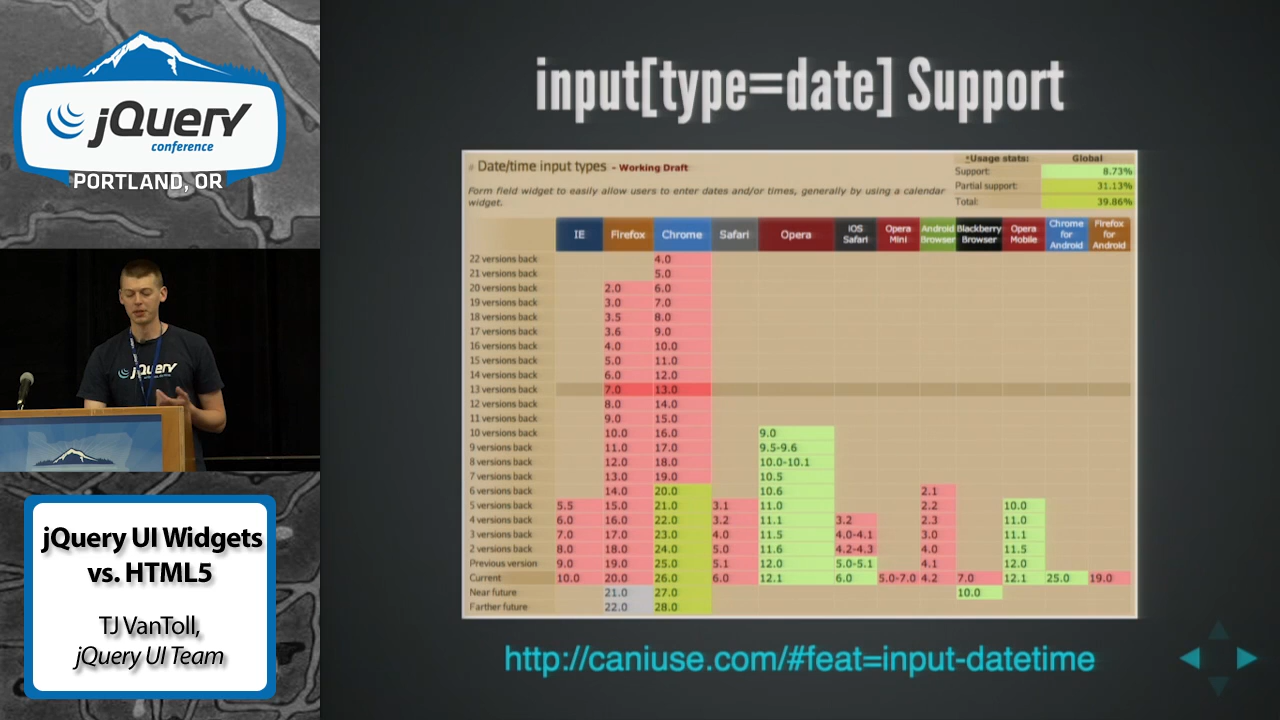 jQuery
conference
PORTLAND, OR
jQuery
jQuery UI Widgets
vs. HTML5
TJ VanToll,
jQuery UI Team
input[type=date] Support
# Date/time input types - Working Draft
Form field widget to easily allow users to enter dates and/or times, generally by using a calendar
widget.
*Usage stats: Global
Support: 8.73%
Partial support: 31.13%
Total: 39.86%
IE Firefox Chrome Safari Opera iOS Safari Opera Mini Android Browser Blackberry Browser Opera Mobile Chrome for Android Firefox for Android
22 versions back 4.0
21 versions back 5.0
20 versions back 2.0 6.0
19 versions back 3.0 7.0
18 versions back 3.5 8.0
17 versions back 3.6 9.0
16 versions back 4.0 10.0
15 versions back 5.0 11.0
14 versions back 6.0 12.0
13 versions back 7.0 13.0
12 versions back 8.0 14.0
11 versions back 9.0 15.0
10 versions back 10.0 16.0 9.0
9 versions back 11.0 17.0 9.5-9.6
8 versions back 12.0 18.0 10.0-10.1
7 versions back 13.0 19.0 10.5
6 versions back 14.0 20.0 10.6 2.1
5 versions back 5.5 15.0 21.0 3.1 11.0 2.2 10.0
4 versions back 6.0 16.0 22.0 3.2 11.1 3.2 2.3 11.0
3 versions back 7.0 17.0 23.0 4.0 11.5 4.0-4.1 3.0 11.1
2 versions back 8.0 18.0 24.0 5.0 11.6 4.2-4.3 4.0 11.5
Previous version 9.0 19.0 25.0 5.1 12.0 5.0-5.1 4.1 12.0
Current 10.0 20.0 26.0 6.0 12.1 6.0 5.0-7.0 4.2 7.0 12.1 25.0 19.0
Near future 21.0 27.0 10.0
Farther future 22.0 28.0
http://caniuse.com/#feat=input-datetime